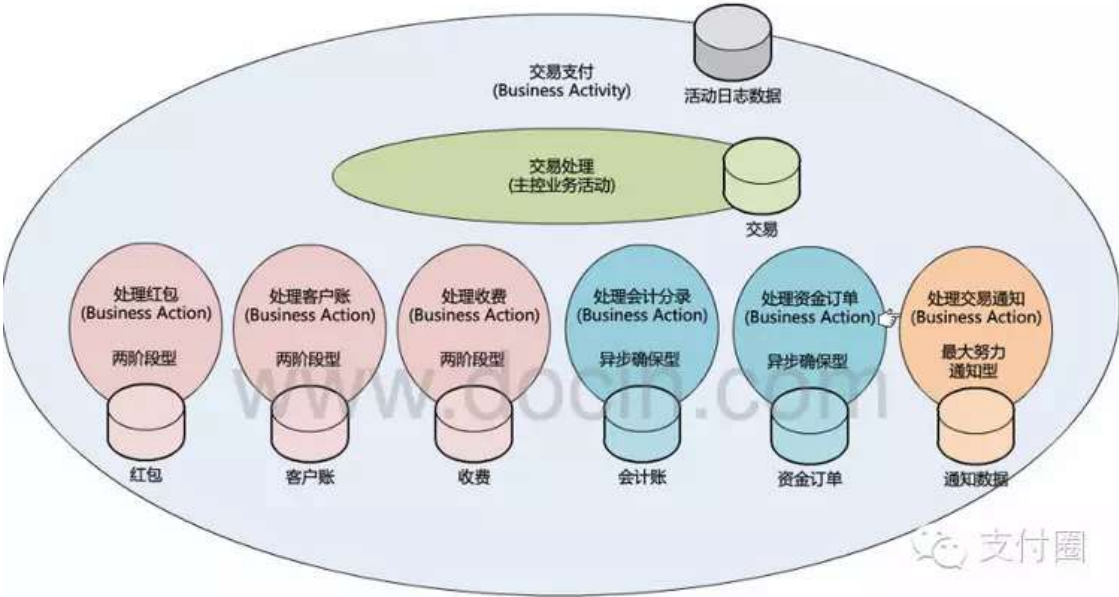 交易支付
(Business Activity)
活动日志数据
交易处理
(主控业务活动)
交易
处理红包
(Business Action)
两阶段型
处理客户账
(Business Action)
两阶段型
处理收费
(Business Action)
两阶段型
处理会计分录
(Business Action)
异步确保型
处理资金订单
(Business Action)
异步确保型
处理交易通知
(Business Action)
最大努力
通知型
www.docin.com
红包
客户账
收费
会计账
资金订单
通知数据
支付圈